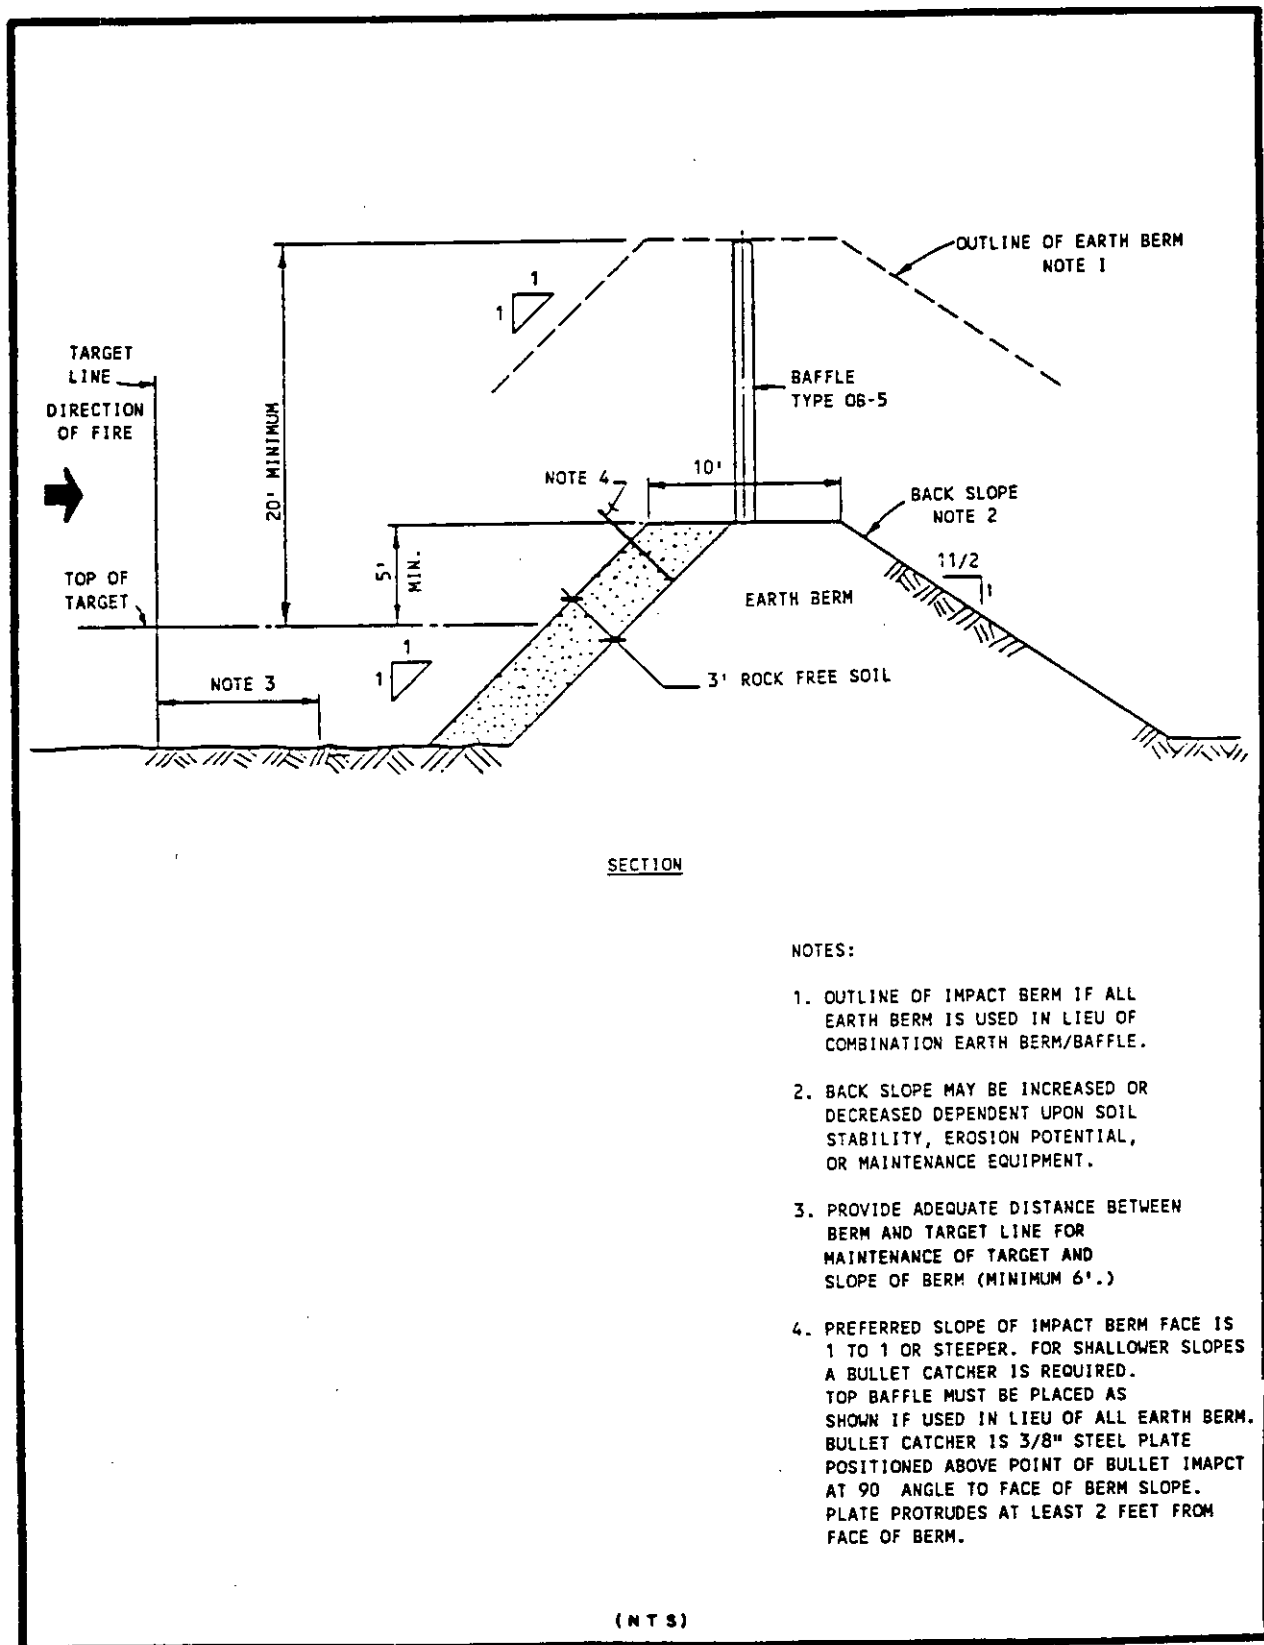 OUTLINE OF EARTH BERM
NOTE 1
1
1
TARGET
LINE
DIRECTION
OF FIRE
20' MINIMUM
BAFFLE
TYPE OB-5
NOTE 4
10'
BACK SLOPE
NOTE 2
5'
MIN.
11/2
1
TOP OF
TARGET
EARTH BERM
1
1
NOTE 3
3' ROCK FREE SOIL
SECTION
NOTES:
1. OUTLINE OF IMPACT BERM IF ALL
EARTH BERM IS USED IN LIEU OF
COMBINATION EARTH BERM/BAFFLE.
2. BACK SLOPE MAY BE INCREASED OR
DECREASED DEPENDENT UPON SOIL
STABILITY, EROSION POTENTIAL,
OR MAINTENANCE EQUIPMENT.
3. PROVIDE ADEQUATE DISTANCE BETWEEN
BERM AND TARGET LINE FOR
MAINTENANCE OF TARGET AND
SLOPE OF BERM (MINIMUM 6'.)
4. PREFERRED SLOPE OF IMPACT BERM FACE IS
1 TO 1 OR STEEPER. FOR SHALLOWER SLOPES
A BULLET CATCHER IS REQUIRED.
TOP BAFFLE MUST BE PLACED AS
SHOWN IF USED IN LIEU OF ALL EARTH BERM.
BULLET CATCHER IS 3/8" STEEL PLATE
POSITIONED ABOVE POINT OF BULLET IMAPCT
AT 90 ANGLE TO FACE OF BERM SLOPE.
PLATE PROTRUDES AT LEAST 2 FEET FROM
FACE OF BERM.
(NTS)